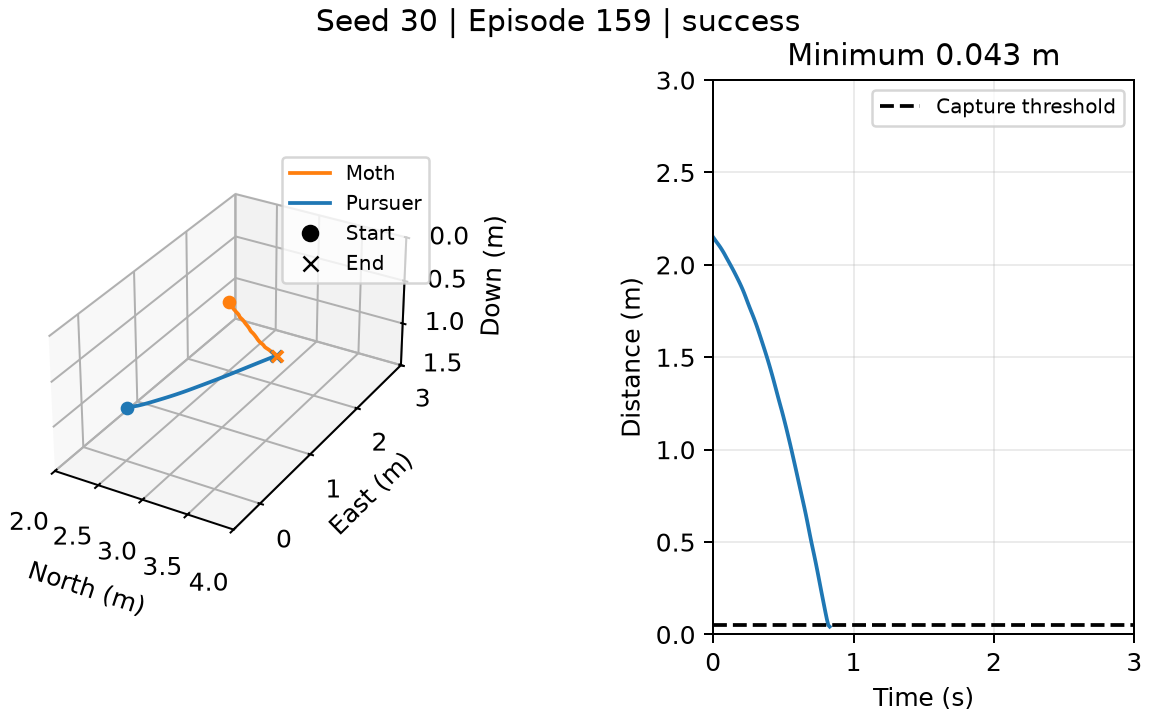 Seed 30 | Episode 159 | success
Moth
Pursuer
Start
End
0.0
0.5
1.0
1.5
Down (m)
3
2
1
0
East (m)
2.0
2.5
3.0
3.5
4.0
North (m)
Minimum 0.043 m
Capture threshold
3.0
2.5
2.0
1.5
1.0
0.5
0.0
Distance (m)
0
1
2
3
Time (s)